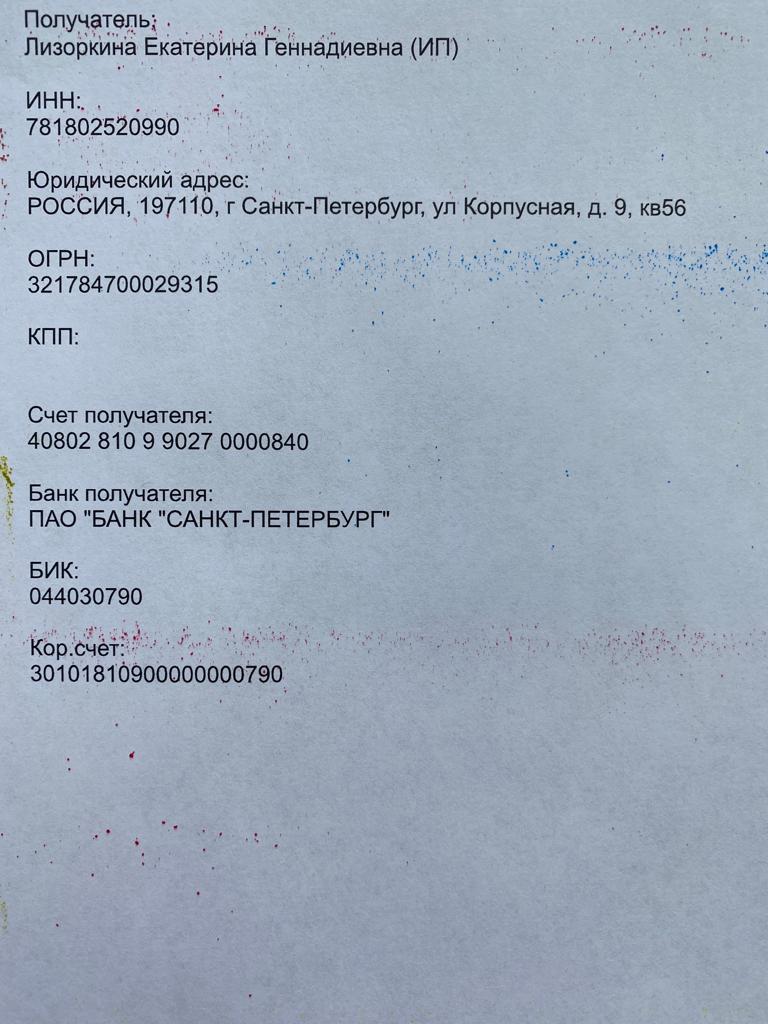 Получатель:
Лизоркина Екатерина Геннадиевна (ИП)
ИНН:
781802520990
Юридический адрес:
РОССИЯ, 197110, г Санкт-Петербург, ул Корпусная, д. 9, кв56
ОГРН:
321784700029315
КПП:
Счет получателя:
40802 810 9 9027 0000840
Банк получателя:
ПАО "БАНК "САНКТ-ПЕТЕРБУРГ"
БИК:
044030790
Кор.счет:
30101810900000000790